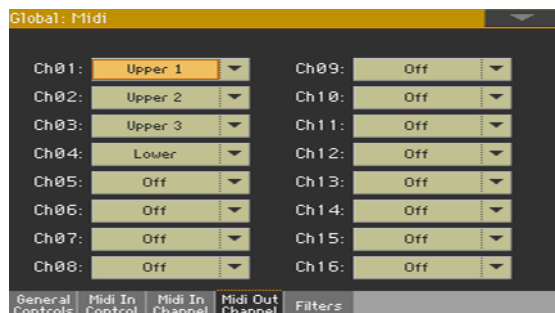 Global: Midi
Ch01: Upper 1 Ch09: Off
Ch02: Upper 2 Ch10: Off
Ch03: Upper 3 Ch11: Off
Ch04: Lower Ch12: Off
Ch05: Off Ch13: Off
Ch06: Off Ch14: Off
Ch07: Off Ch15: Off
Ch08: Off Ch16: Off
General Midi In Midi In Midi Out
Controls Control Channel Channel Filters